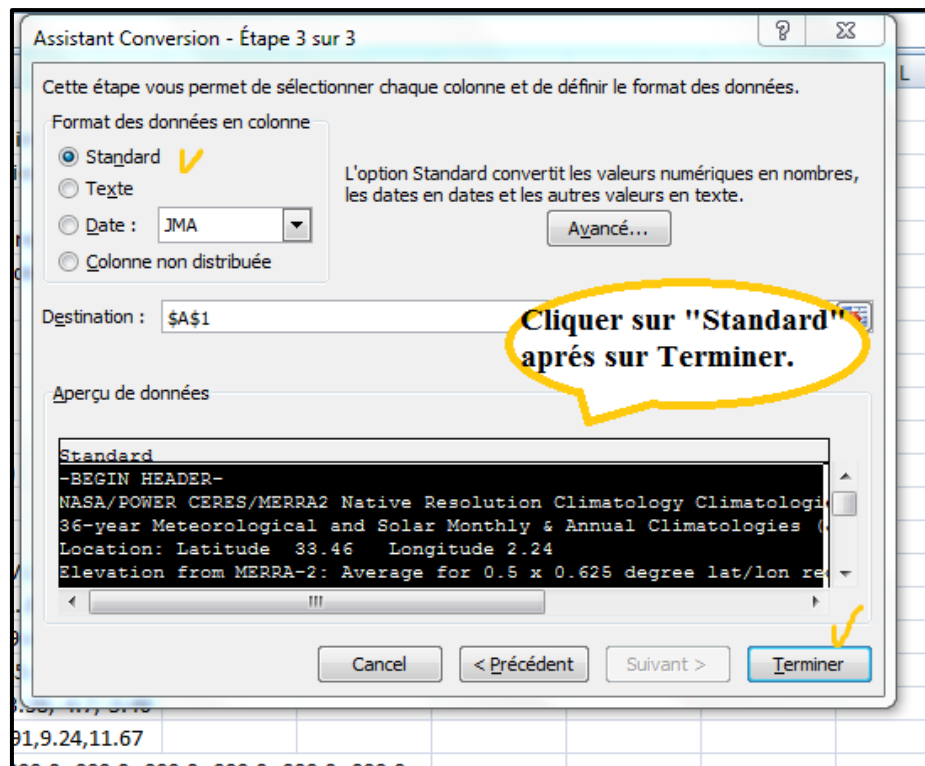 Assistant Conversion - Étape 3 sur 3
L
Cette étape vous permet de sélectionner chaque colonne et de définir le format des données.
Format des données en colonne
Standard
Texte
Date : JMA
Colonne non distribuée
L'option Standard convertit les valeurs numériques en nombres,
les dates en dates et les autres valeurs en texte.
Avancé...
Destination : $A$1
Cliquer sur "Standard"
aprés sur Terminer.
Aperçu de données
Standard
-BEGIN HEADER-
NASA/POWER CERES/MERRA2 Native Resolution Climatology Climatologi
36-year Meteorological and Solar Monthly & Annual Climatologies (
Location: Latitude 33.46 Longitude 2.24
Elevation from MERRA-2: Average for 0.5 x 0.625 degree lat/lon re
Cancel
< Précédent
Suivant >
Terminer
91,9.24,11.67